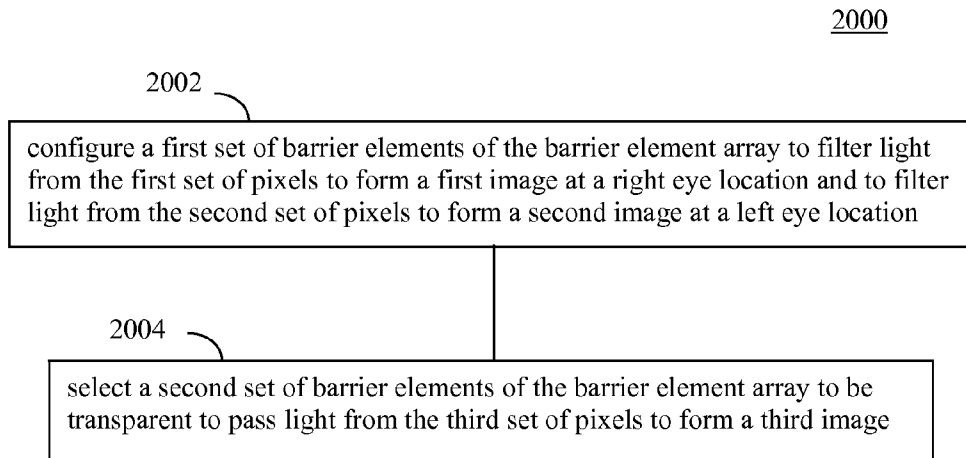 2000
2002
configure a first set of barrier elements of the barrier element array to filter light
from the first set of pixels to form a first image at a right eye location and to filter
light from the second set of pixels to form a second image at a left eye location
2004
select a second set of barrier elements of the barrier element array to be
transparent to pass light from the third set of pixels to form a third image